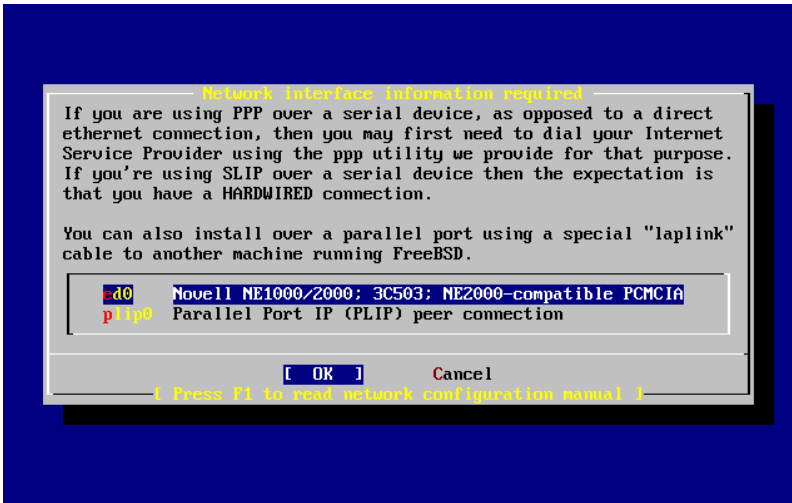 Network interface information required
If you are using PPP over a serial device, as opposed to a direct
ethernet connection, then you may first need to dial your Internet
Service Provider using the ppp utility we provide for that purpose.
If you're using SLIP over a serial device then the expectation is
that you have a HARDWIRED connection.
You can also install over a parallel port using a special "laplink"
cable to another machine running FreeBSD.
ed0 Novell NE1000/2000; 3C503; NE2000-compatible PCMCIA
plip0 Parallel Port IP (PLIP) peer connection
[ OK ] Cancel
[ Press F1 to read network configuration manual ]